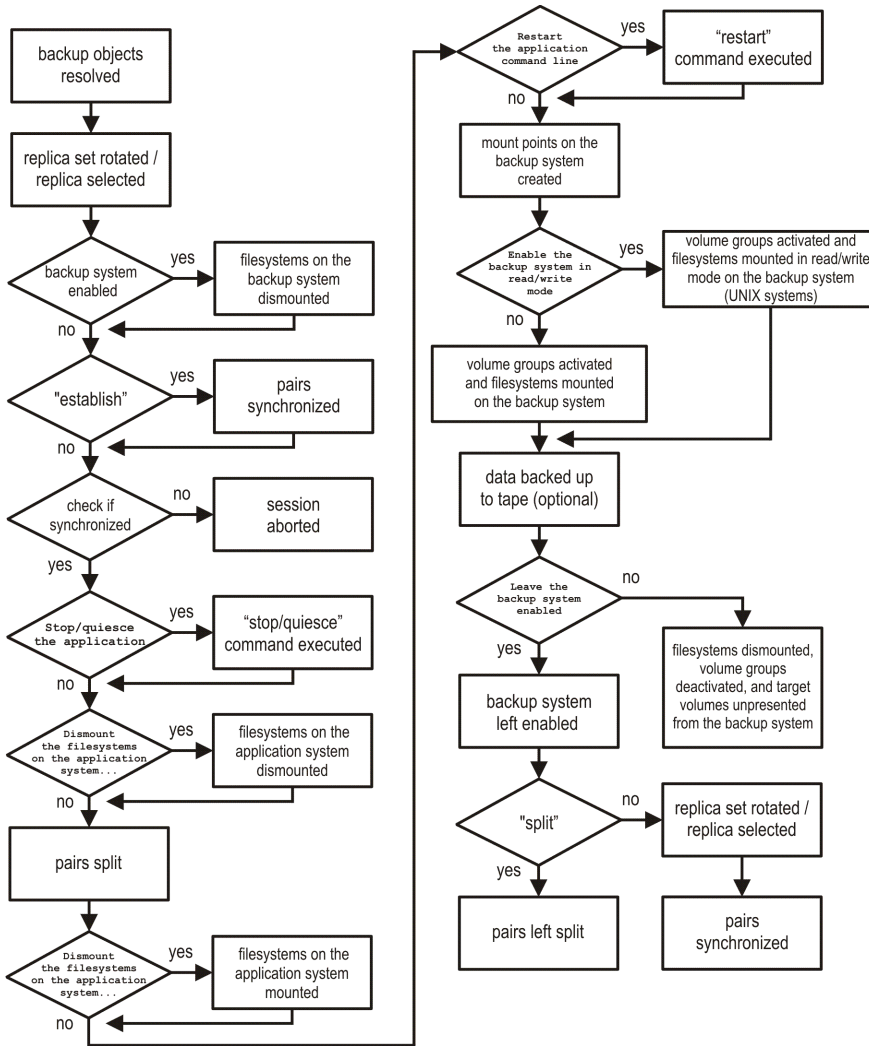 backup objects
resolved
replica set rotated /
replica selected
backup system
enabled
yes
filesystems on the
backup system
dismounted
no
"establish”
yes
pairs
synchronized
no
check if
synchronized
no
session
aborted
yes
Stop/quiesce
the application
yes
“stop/quiesce”
command executed
no
Dismount
the filesystems
on the application
system...
yes
filesystems on the
application system
dismounted
no
pairs split
Dismount
the filesystems
on the application
system...
yes
filesystems on the
application system
mounted
no
Restart
the application
command line
yes
“restart”
command executed
no
mount points on the
backup system
created
Enable the
backup system in
read/write
mode
yes
volume groups activated and
filesystems mounted in read/write
mode on the backup system
(UNIX systems)
no
volume groups activated
and filesystems mounted
on the backup system
data backed up
to tape (optional)
Leave the
backup system
enabled
no
filesystems dismounted,
volume groups
deactivated, and target
volumes unpresented
from the backup system
yes
backup system
left enabled
"split”
no
replica set rotated /
replica selected
yes
pairs left split
pairs
synchronized